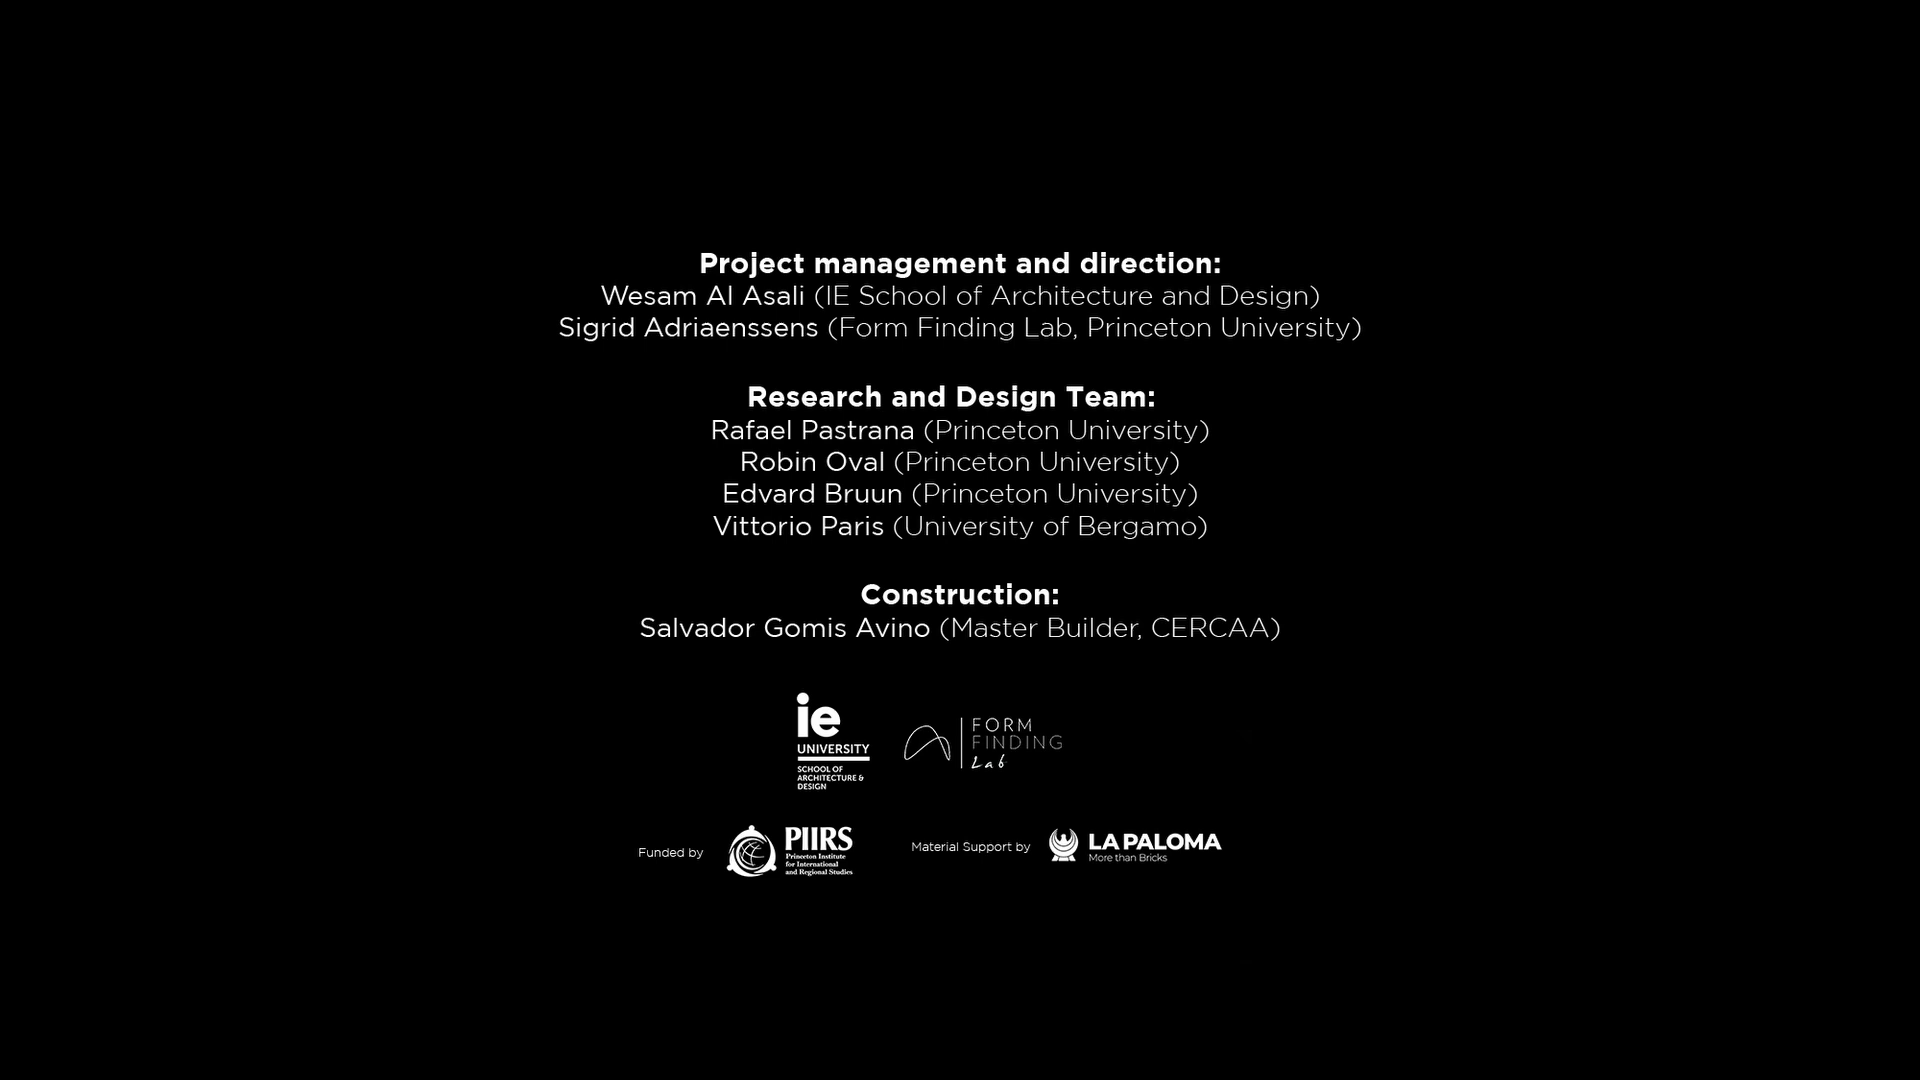 Project management and direction:
Wesam Al Asali (IE School of Architecture and Design)
Sigrid Adriaenssens (Form Finding Lab, Princeton University)
Research and Design Team:
Rafael Pastrana (Princeton University)
Robin Oval (Princeton University)
Edvard Bruun (Princeton University)
Vittorio Paris (University of Bergamo)
Construction:
Salvador Gomis Avino (Master Builder, CERCAA)
ie
UNIVERSITY
SCHOOL OF
ARCHITECTURE &
DESIGN
FORM
FINDING
Lab
Funded by
PIIRS
Princeton Institute
for International
and Regional Studies
Material Support by
LA PALOMA
More than Bricks